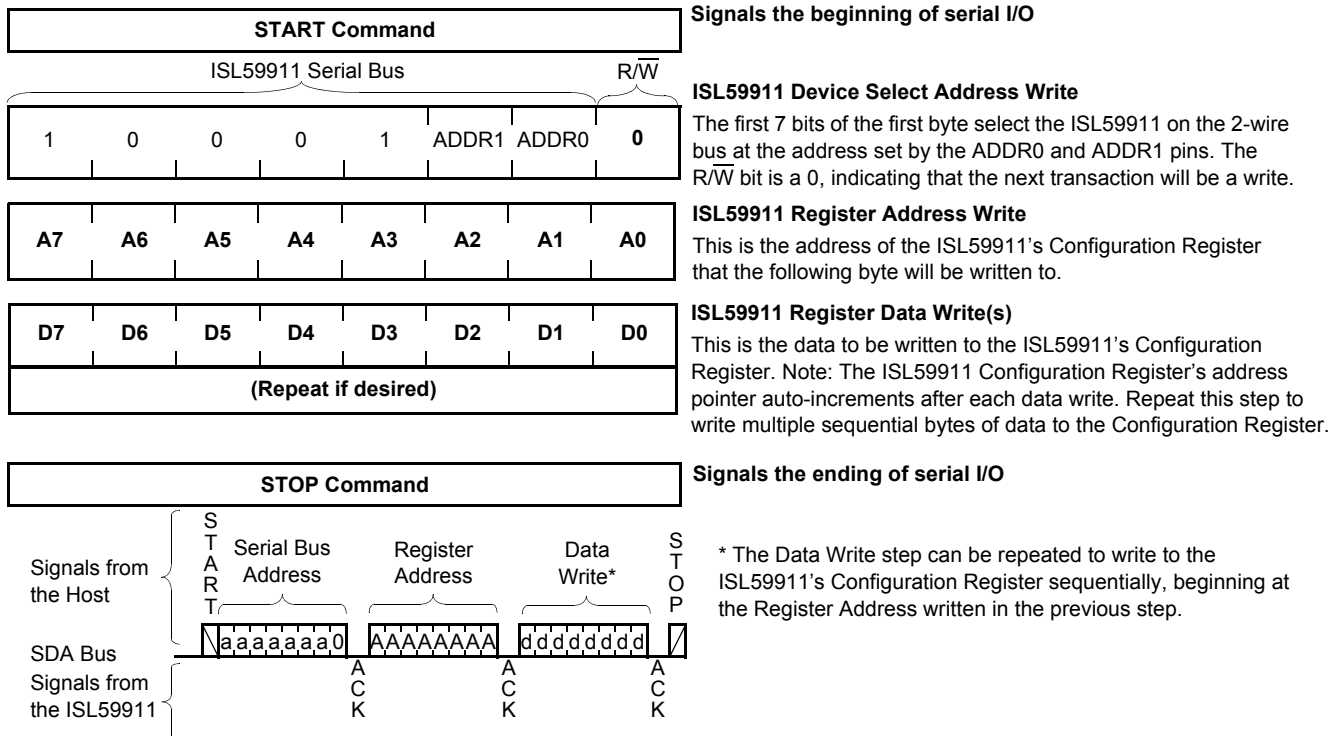 START Command
Signals the beginning of serial I/O
ISL59911 Serial Bus
R/W
1 0 0 0 1 ADDR1 ADDR0 0
ISL59911 Device Select Address Write
The first 7 bits of the first byte select the ISL59911 on the 2-wire
bus at the address set by the ADDR0 and ADDR1 pins. The
R/W bit is a 0, indicating that the next transaction will be a write.
A7 A6 A5 A4 A3 A2 A1 A0
ISL59911 Register Address Write
This is the address of the ISL59911's Configuration Register
that the following byte will be written to.
D7 D6 D5 D4 D3 D2 D1 D0
(Repeat if desired)
ISL59911 Register Data Write(s)
This is the data to be written to the ISL59911's Configuration
Register. Note: The ISL59911 Configuration Register's address
pointer auto-increments after each data write. Repeat this step to
write multiple sequential bytes of data to the Configuration Register.
STOP Command
Signals the ending of serial I/O
Signals from
the Host
START
Serial Bus
Address
Register
Address
Data
Write*
STOP
* The Data Write step can be repeated to write to the
ISL59911's Configuration Register sequentially, beginning at
the Register Address written in the previous step.
SDA Bus
a a a a a a a 0
A A A A A A A A
d d d d d d d d
Signals from
the ISL59911
ACK
ACK
ACK